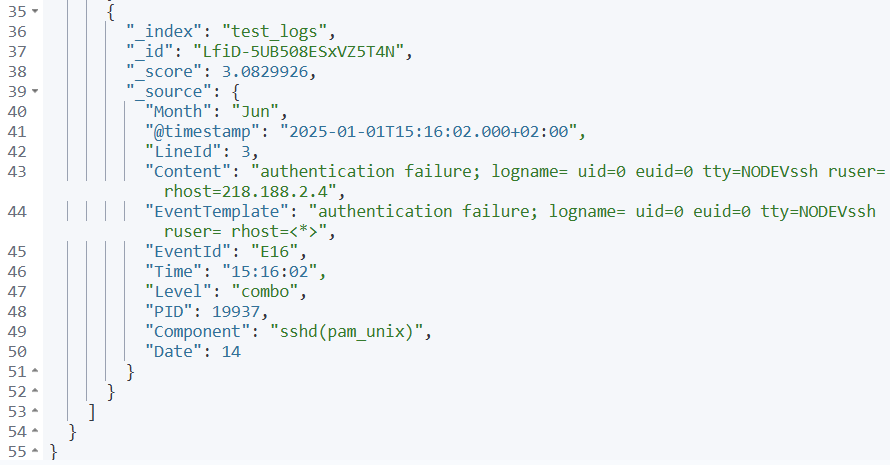 35 {
36 "_index": "test_logs",
37 "_id": "LfiD-5UB508ESxVZ5T4N",
38 "_score": 3.0829926,
39 "_source": {
40 "Month": "Jun",
41 "@timestamp": "2025-01-01T15:16:02.000+02:00",
42 "LineId": 3,
43 "Content": "authentication failure; logname= uid=0 euid=0 tty=NODEVssh ruser=
rhost=218.188.2.4",
44 "EventTemplate": "authentication failure; logname= uid=0 euid=0 tty=NODEVssh
ruser= rhost=<*>",
45 "EventId": "E16",
46 "Time": "15:16:02",
47 "Level": "combo",
48 "PID": 19937,
49 "Component": "sshd(pam_unix)",
50 "Date": 14
51 }
52 }
53 ]
54 }
55 }